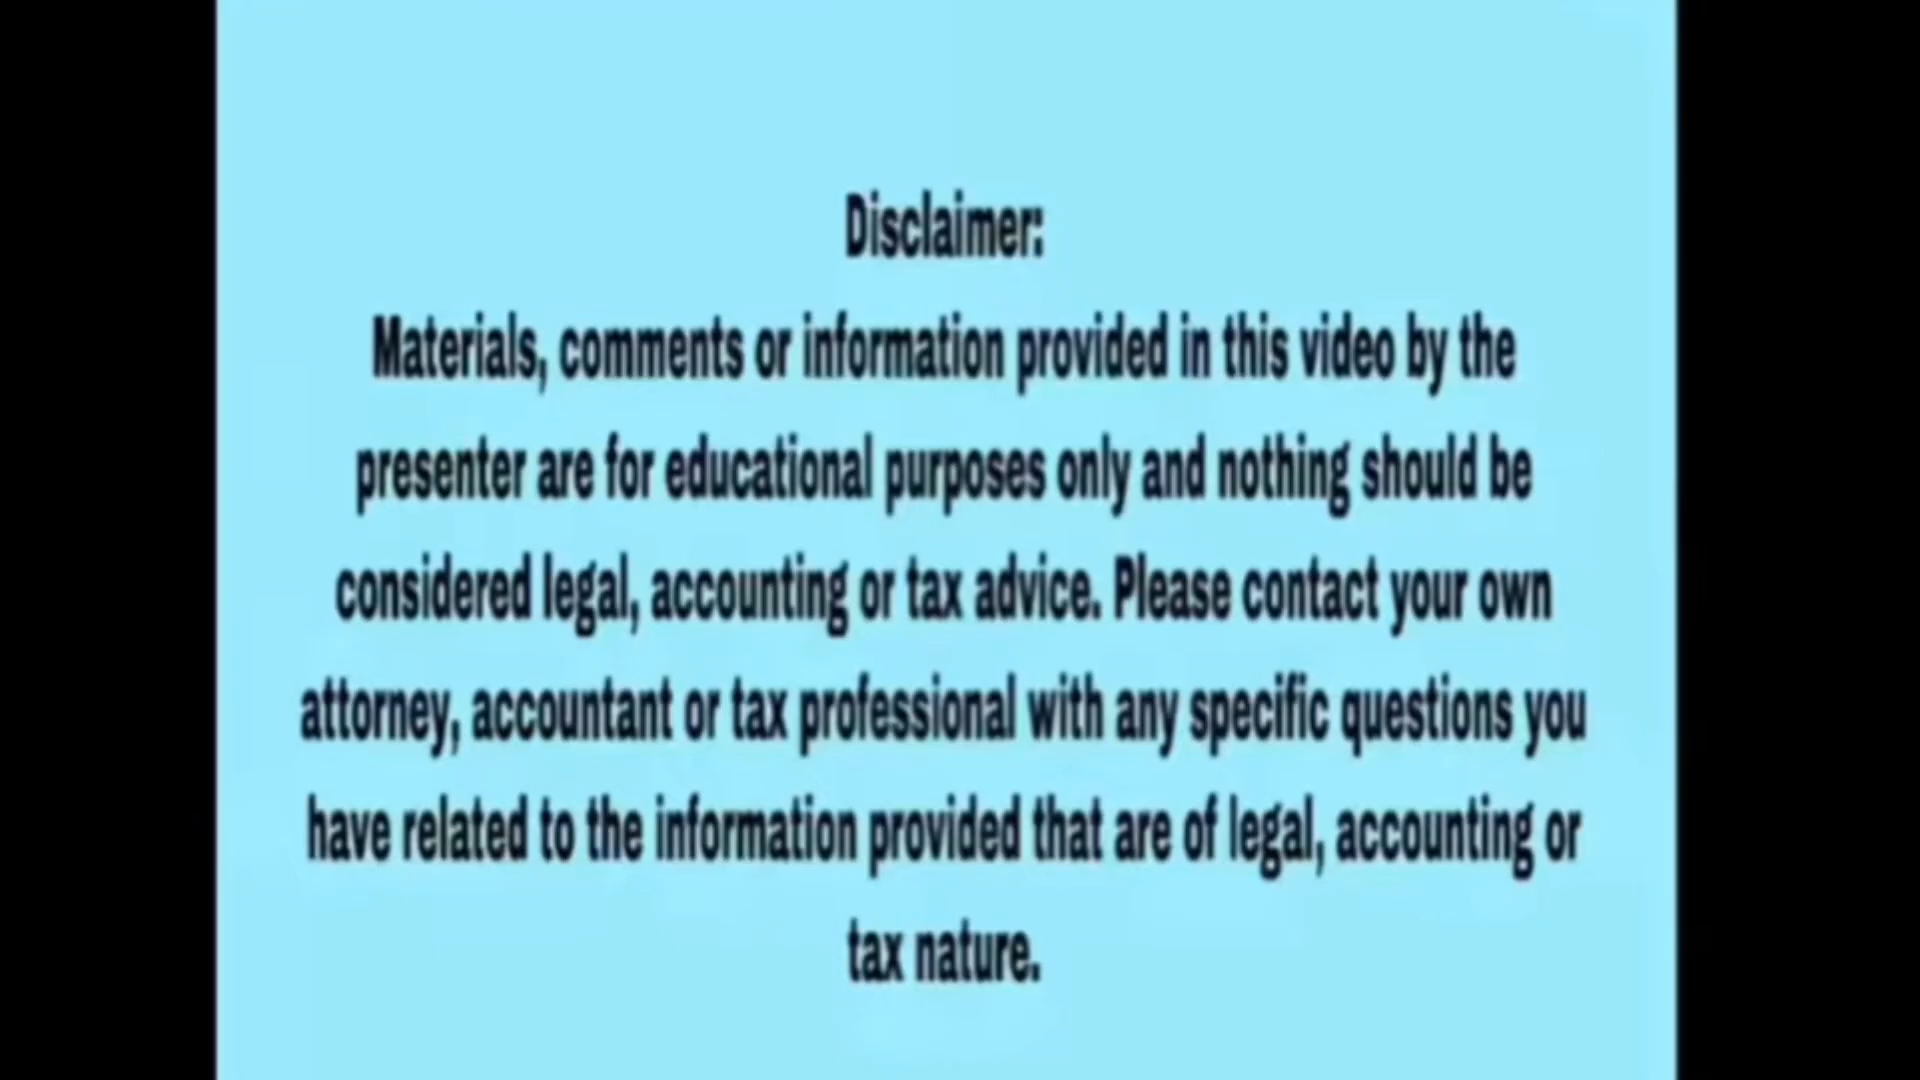 Disclaimer:
Materials, comments or information provided in this video by the
presenter are for educational purposes only and nothing should be
considered legal, accounting or tax advice. Please contact your own
attorney, accountant or tax professional with any specific questions you
have related to the information provided that are of legal, accounting or
tax nature.